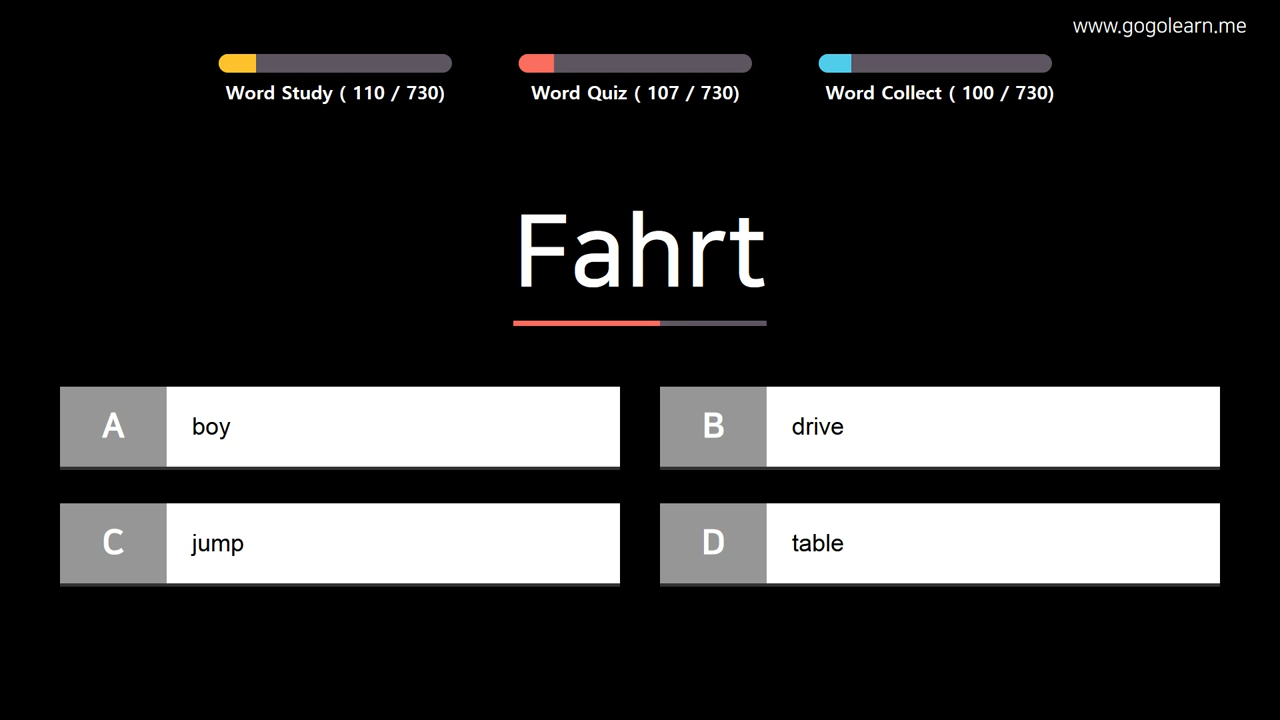 www.gogolearn.me
Word Study ( 110 / 730)
Word Quiz ( 107 / 730)
Word Collect ( 100 / 730)
Fahrt
A boy
B drive
C jump
D table